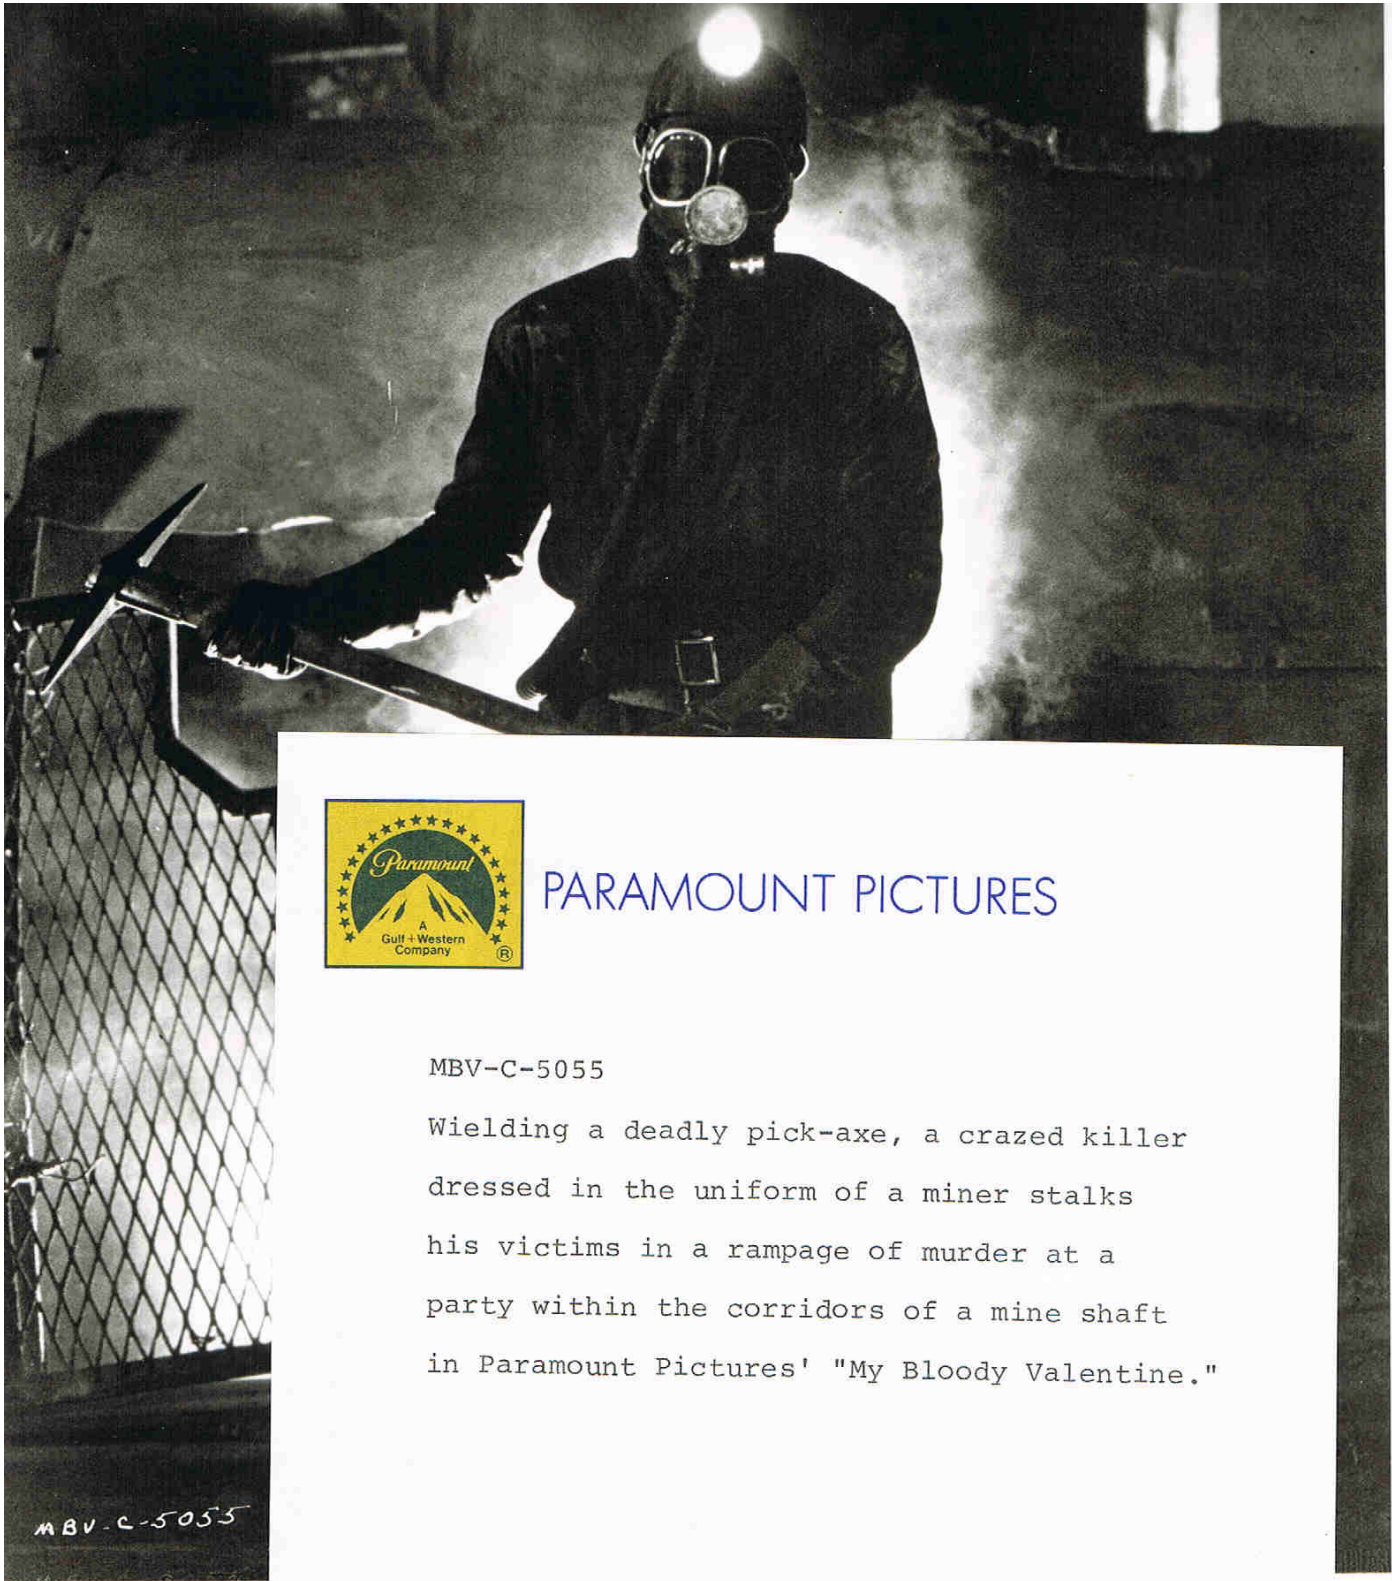 Paramount
A
Gulf+Western
Company
®
PARAMOUNT PICTURES
MBV-C-5055
Wielding a deadly pick-axe, a crazed killer
dressed in the uniform of a miner stalks
his victims in a rampage of murder at a
party within the corridors of a mine shaft
in Paramount Pictures' "My Bloody Valentine."
MBV-C-5055